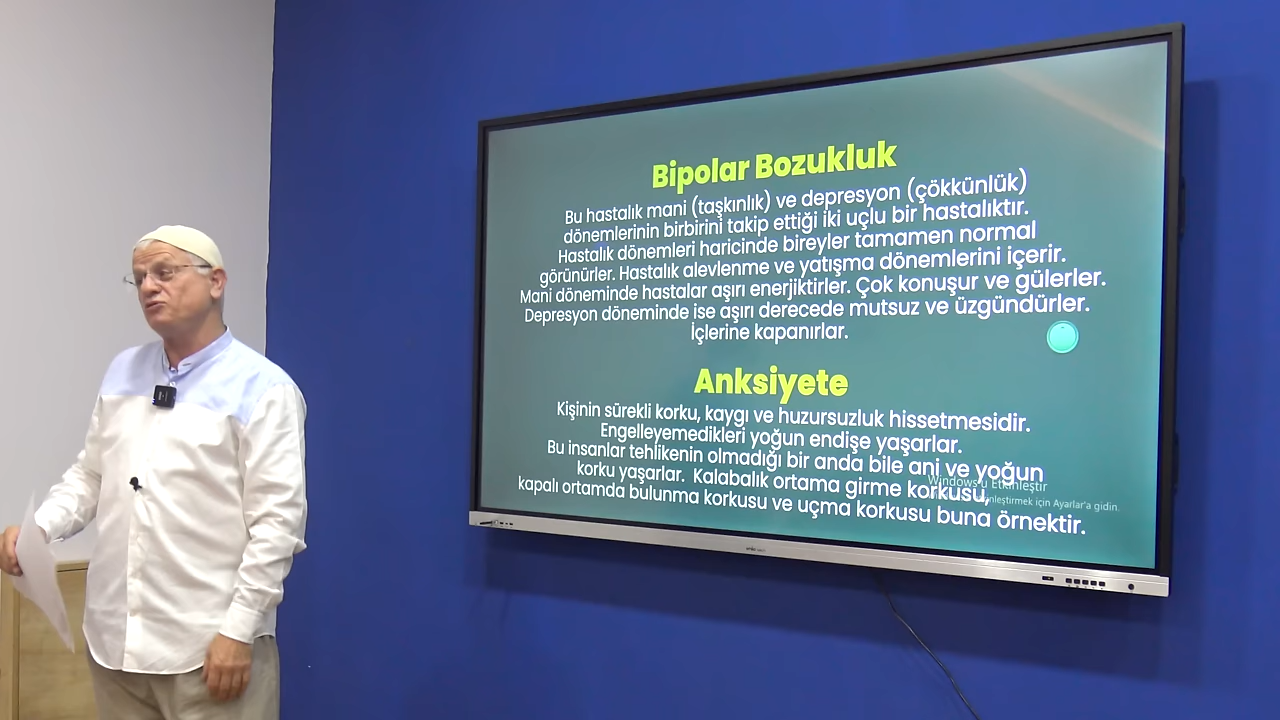 Bipolar Bozukluk
Bu hastalık mani (taşkınlık) ve depresyon (çökkünlük)
dönemlerinin birbirini takip ettiği iki uçlu bir hastalıktır.
Hastalık dönemleri haricinde bireyler tamamen normal
görünürler. Hastalık alevlenme ve yatışma dönemlerini içerir.
Mani döneminde hastalar aşırı enerjiktirler. Çok konuşur ve gülerler.
Depresyon döneminde ise aşırı derecede mutsuz ve üzgündürler.
İçlerine kapanırlar.
Anksiyete
Kişinin sürekli korku, kaygı ve huzursuzluk hissetmesidir.
Engelleyemedikleri yoğun endişe yaşarlar.
Bu insanlar tehlikenin olmadığı bir anda bile ani ve yoğun
korku yaşarlar. Kalabalık ortama girme korkusu,
kapalı ortamda bulunma korkusu ve uçma korkusu buna örnektir.
Windows'u Etkinleştir
için Ayarlar'a gidin.